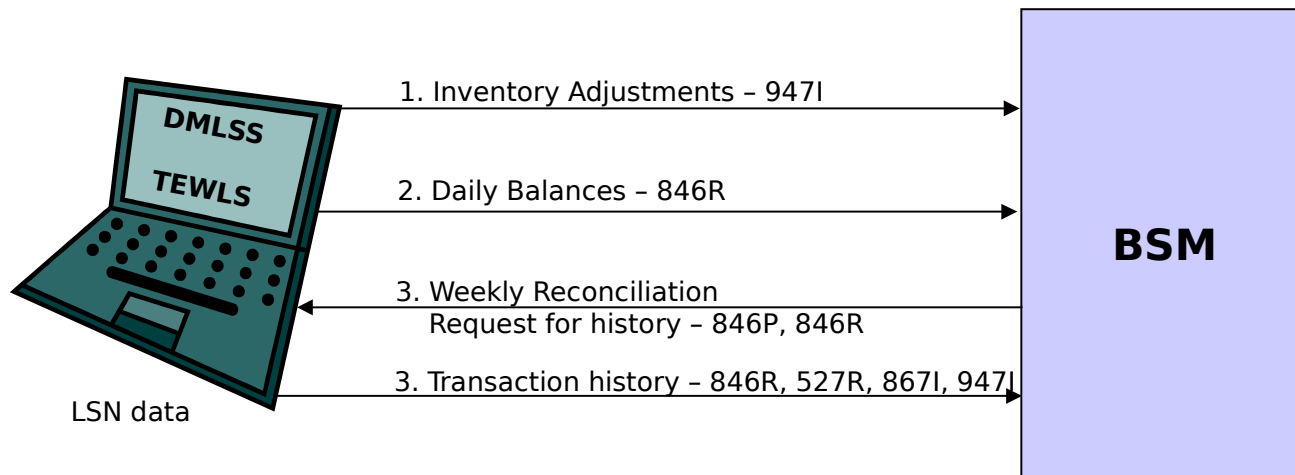 DMLSS
TEWLS
1. Inventory Adjustments – 947I
2. Daily Balances – 846R
3. Weekly Reconciliation
Request for history – 846P, 846R
3. Transaction history – 846R, 527R, 867I, 947I
LSN data
BSM